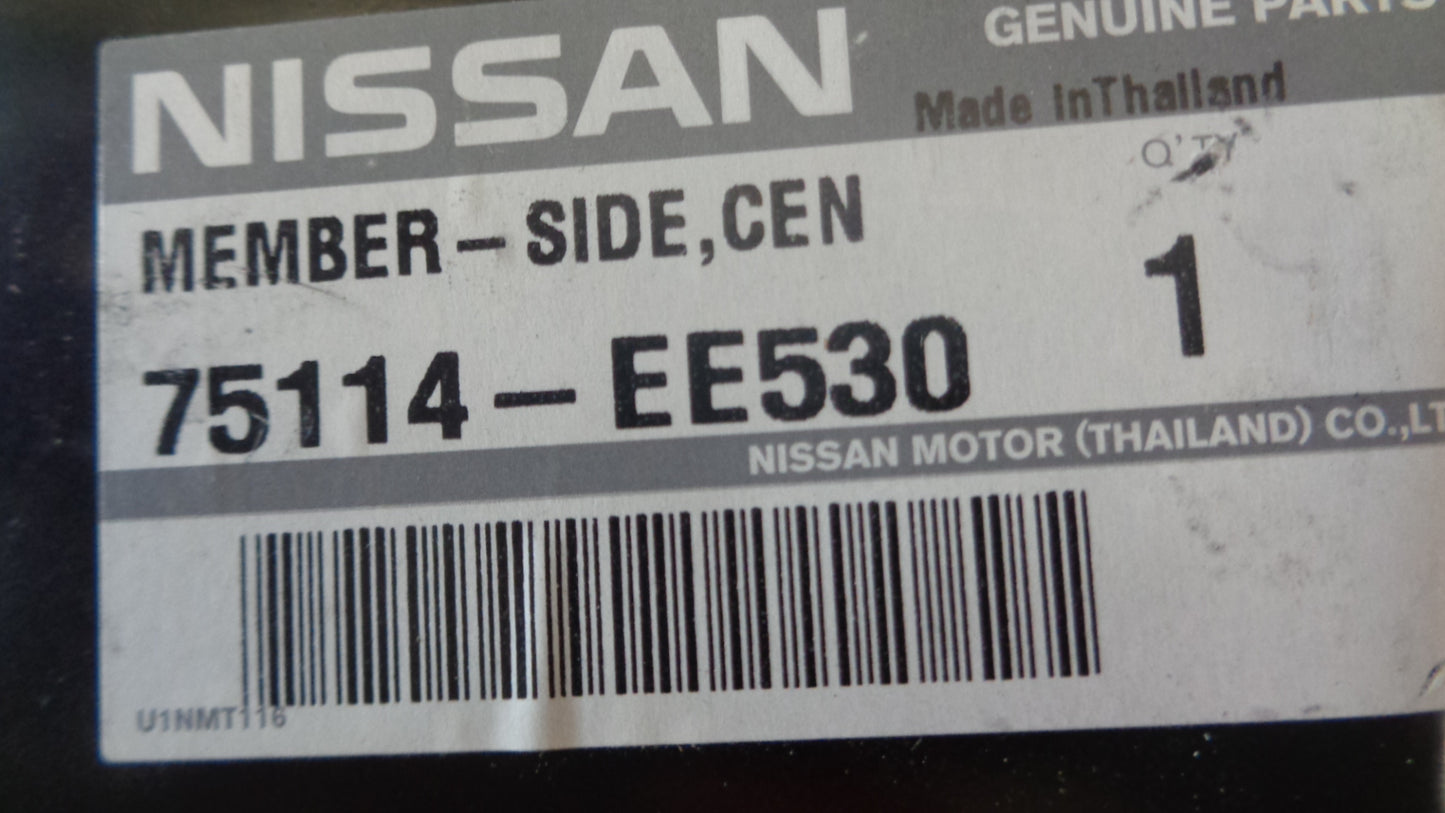 NISSAN
GENUINE PARTS
Made InThailand
Q'TY
MEMBER-SIDE,CEN
1
75114-EE530
NISSAN MOTOR (THAILAND) CO.,LT
U1NMT116